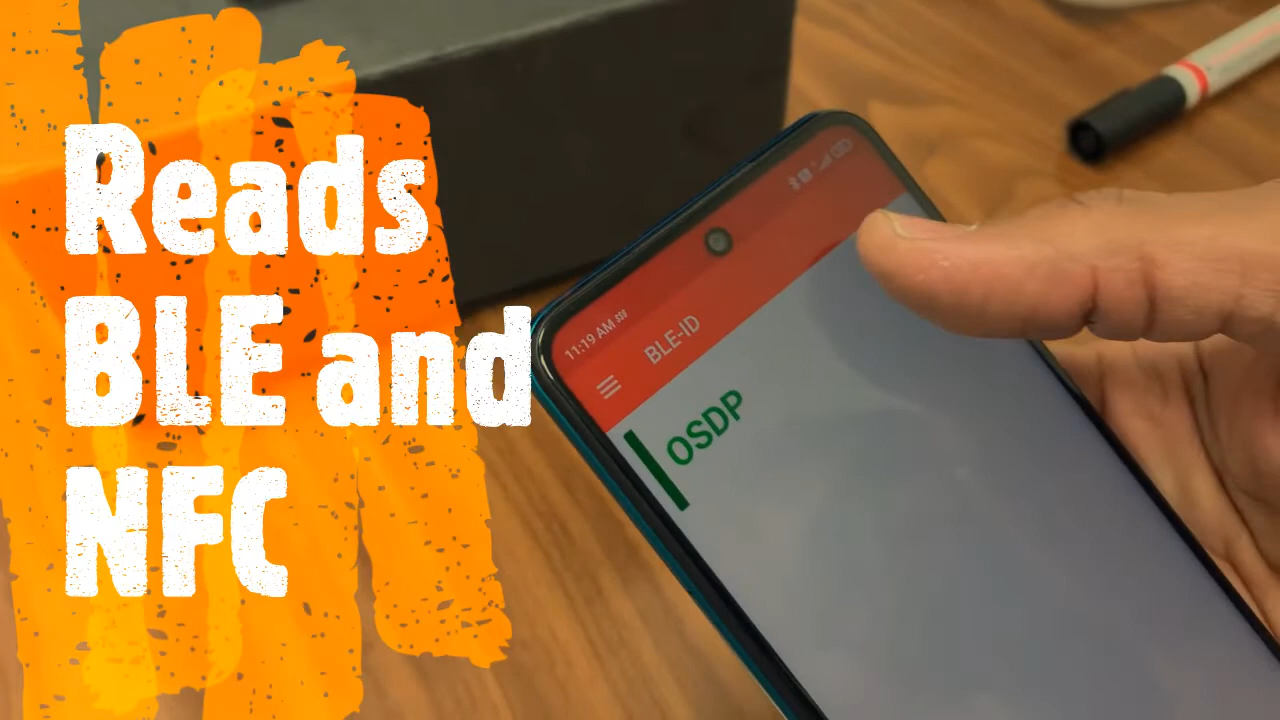 Reads
BLE and
NFC
11:19 AM
BLE-ID
OSDP